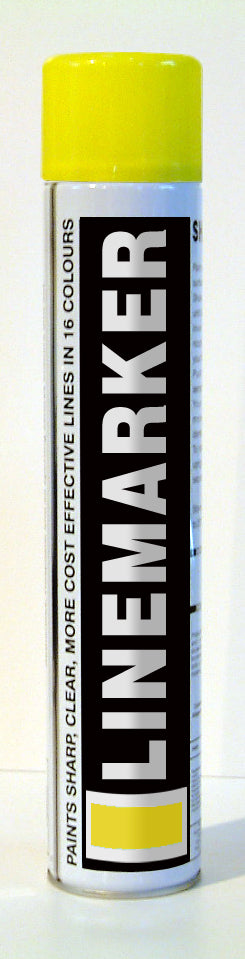 PAINTS SHARP, CLEAR, MORE COST EFFECTIVE LINES IN 16 COLOURS
LINEMARKER